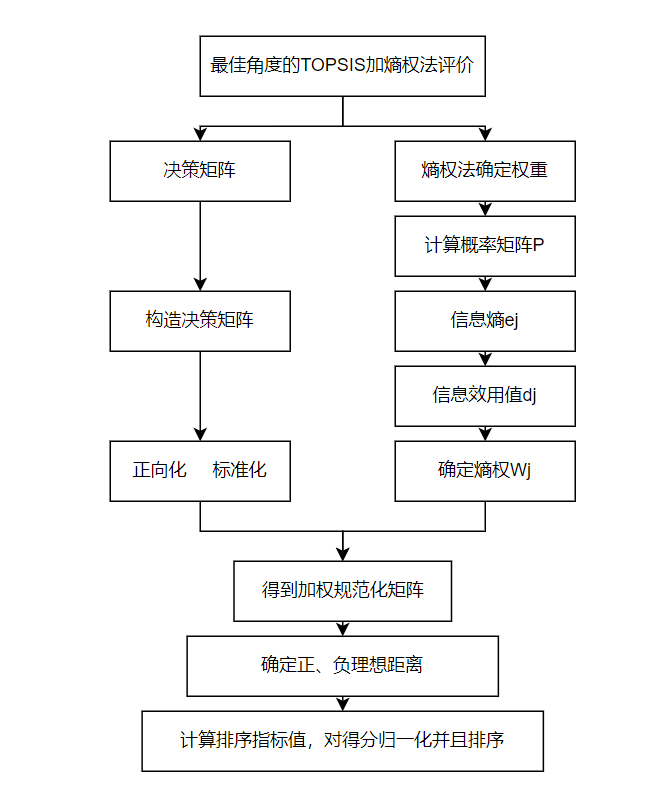 最佳角度的TOPSIS加熵权法评价
决策矩阵
熵权法确定权重
计算概率矩阵P
构造决策矩阵
信息熵ej
信息效用值dj
正向化 标准化
确定熵权Wj
得到加权规范化矩阵
确定正、负理想距离
计算排序指标值，对得分归一化并且排序